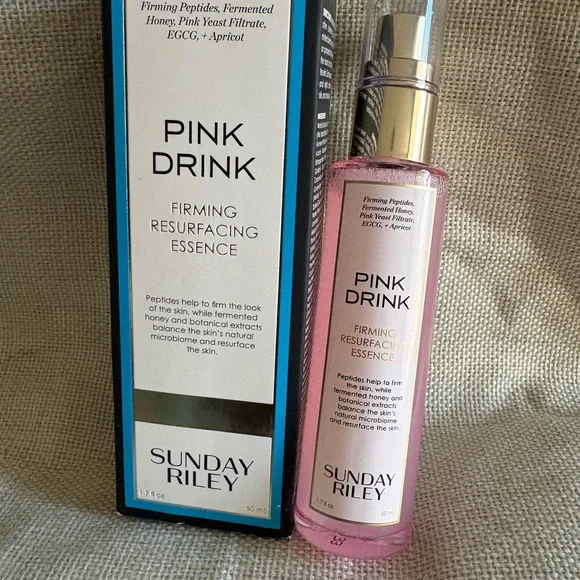 Firming Peptides, Fermented
Honey, Pink Yeast Filtrate,
EGCG, + Apricot
PINK
DRINK
FIRMING
RESURFACING
ESSENCE
Peptides help to firm the look
of the skin, while fermented
honey and botanical extracts
balance the skin's natural
microbiome and resurface
the skin.
SUNDAY
RILEY
1.7 fl oz 50 mL
Firming Peptides,
Fermented Honey,
Pink Yeast Filtrate,
EGCG, + Apricot
PINK
DRINK
FIRMING
RESURFACING
ESSENCE
Peptides help to firm
the skin, while
fermented honey and
botanical extracts
balance the skin's
natural microbiome
and resurface the skin.
SUNDAY
RILEY
1.7 fl oz 50 mL